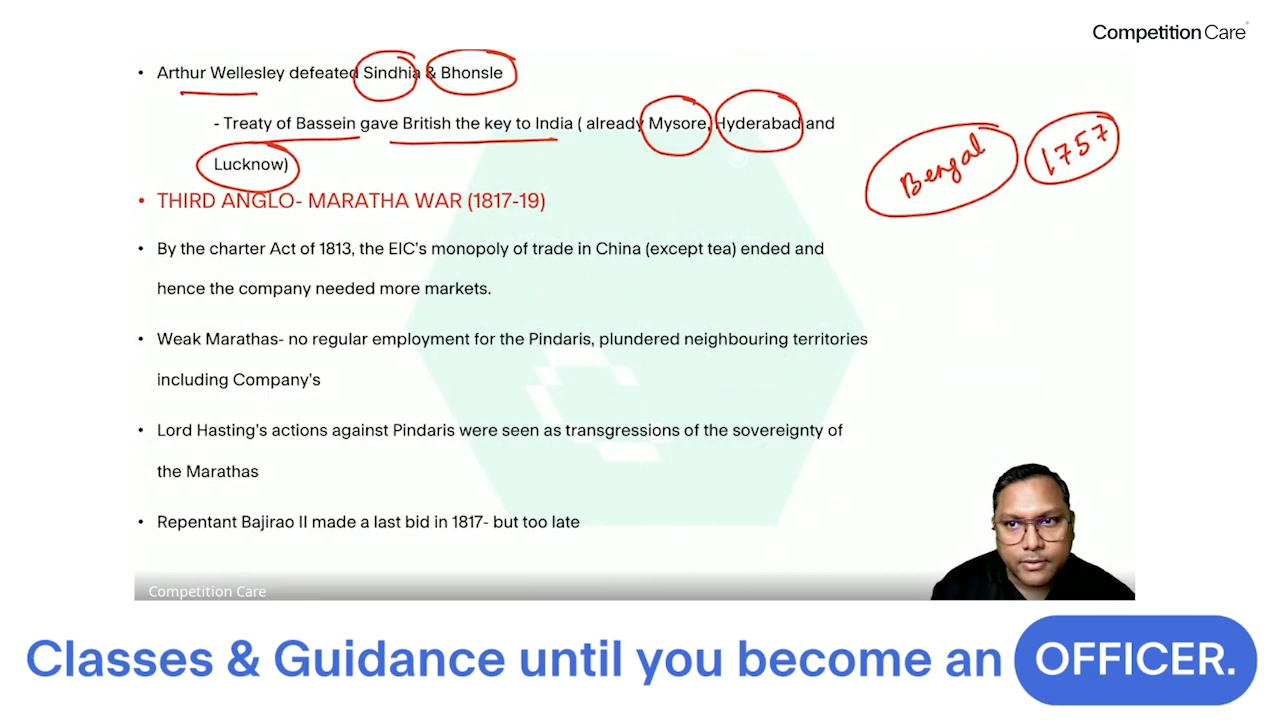 Competition Care
• Arthur Wellesley defeated Sindhia & Bhonsle
- Treaty of Bassein gave British the key to India ( already Mysore, Hyderabad and
Lucknow)
Bengal 1757
• THIRD ANGLO- MARATHA WAR (1817-19)
• By the charter Act of 1813, the EIC's monopoly of trade in China (except tea) ended and
hence the company needed more markets.
• Weak Marathas- no regular employment for the Pindaris, plundered neighbouring territories
including Company's
• Lord Hasting's actions against Pindaris were seen as transgressions of the sovereignty of
the Marathas
• Repentant Bajirao II made a last bid in 1817- but too late
Competition Care
Classes & Guidance until you become an OFFICER.